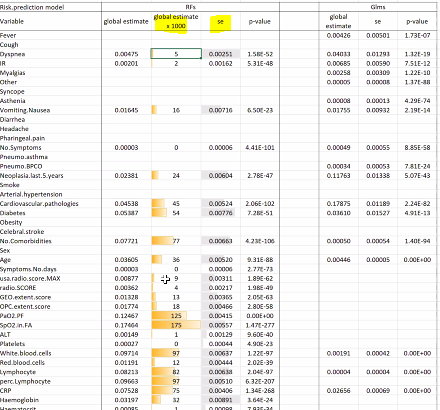 Risk.prediction model RFs Glms
Variable global estimate global estimate x 1000 se p-value global estimate se p-value
Fever 0.00426 0.00501 1.73E-07
Cough
Dyspnea 0.00475 5 0.00251 1.58E-52 0.04033 0.01293 1.32E-19
IR 0.00201 2 0.00162 5.31E-48 0.00685 0.00590 7.51E-12
Myalgias 0.00258 0.00309 1.22E-10
Other 0.00005 0.00008 1.37E-88
Syncope
Asthenia 0.00008 0.00013 4.29E-74
Vomiting.Nausea 0.01645 16 0.00716 6.50E-23 0.01755 0.00932 2.19E-14
Diarrhea
Headache
Pharingeal.pain
No.Symptoms 0.00003 0 0.00006 4.41E-101 0.00049 0.00055 8.85E-58
Pneumo.asthma
Pneumo.BPCO 0.00034 0.00053 7.81E-24
Neoplasia.last.5.years 0.02381 24 0.00604 2.78E-47 0.11763 0.01338 5.07E-43
Smoke
Arterial.hypertension
Cardiovascular.pathologies 0.04538 45 0.00524 2.06E-102 0.17875 0.01189 2.24E-82
Diabetes 0.05387 54 0.00776 7.28E-51 0.03610 0.01527 4.91E-13
Obesity
Celebral.stroke
No.Comorbidities 0.07721 77 0.00663 4.23E-106 0.00050 0.00054 1.40E-94
Sex
Age 0.03605 36 0.00520 9.31E-88 0.00446 0.00005 0.00E+00
Symptoms.No.days 0.00003 0 0.00006 2.77E-73
usa.radio.score.MAX 0.00877 9 0.00311 1.89E-62
radio.SCORE 0.00362 4 0.00217 1.98E-49
GEO.extent.score 0.01328 13 0.00365 2.05E-63
OPC.extent.score 0.01774 18 0.00466 2.80E-58
PaO2.PF 0.12467 125 0.00415 0.00E+00
SpO2.in.FA 0.17464 175 0.00557 1.47E-277
ALT 0.00149 1 0.00129 9.60E-40
Platelets 0.00027 0 0.00044 4.90E-23
White.blood.cells 0.09714 97 0.00637 1.22E-97 0.00191 0.00042 0.00E+00
Red.blood.cells 0.01191 12 0.00444 2.02E-39
Lymphocyte 0.08213 82 0.00638 2.04E-97 0.00004 0.00004 0.00E+00
perc.Lymphocyte 0.09663 97 0.00510 6.32E-207
CRP 0.07528 75 0.00406 1.34E-268 0.02656 0.00069 0.00E+00
Haemoglobin 0.03197 32 0.00891 3.64E-24